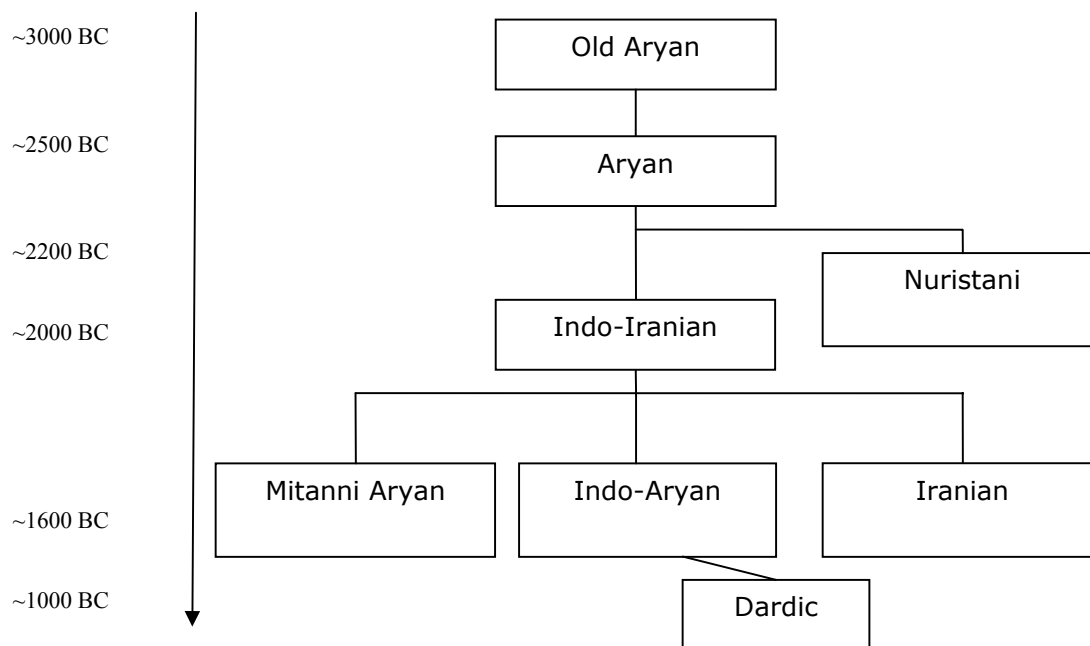 ~3000 BC
Old Aryan
~2500 BC
Aryan
~2200 BC
Nuristani
~2000 BC
Indo-Iranian
Mitanni Aryan
Indo-Aryan
Iranian
~1600 BC
~1000 BC
Dardic